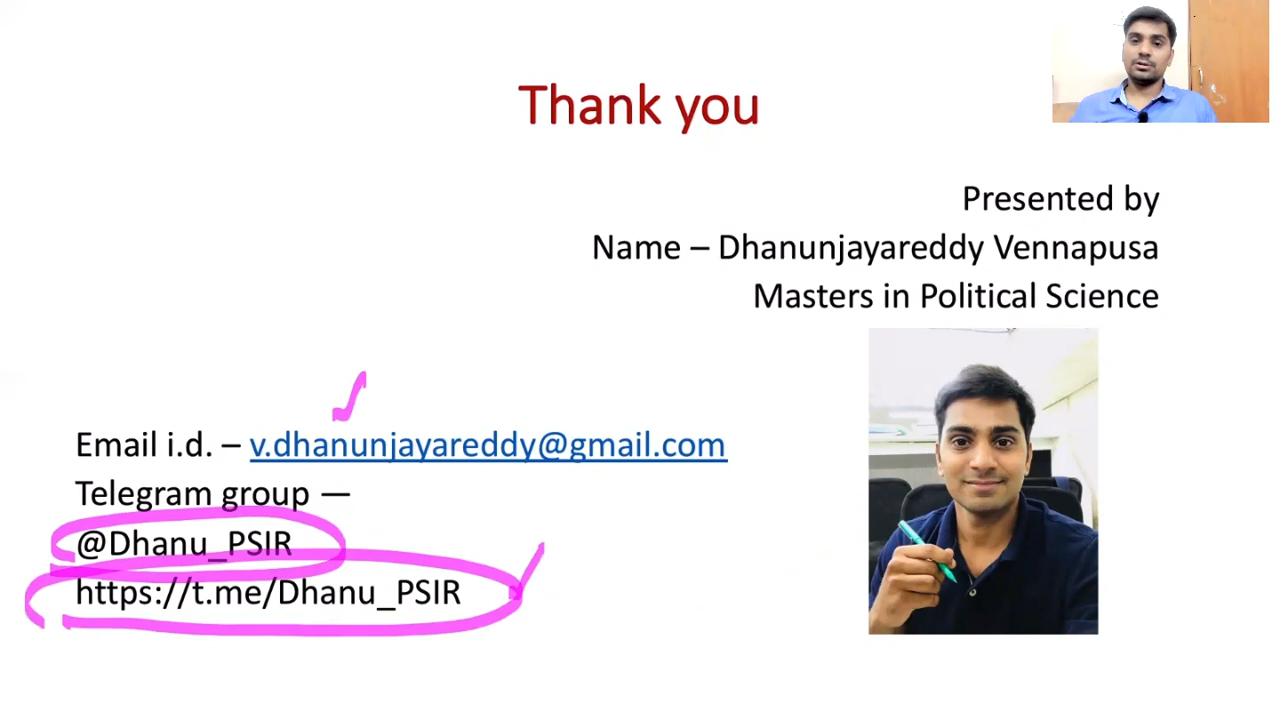 Thank you
Presented by
Name – Dhanunjayareddy Vennapusa
Masters in Political Science
Email i.d. – v.dhanunjayareddy@gmail.com
Telegram group —
@Dhanu_PSIR
https://t.me/Dhanu_PSIR